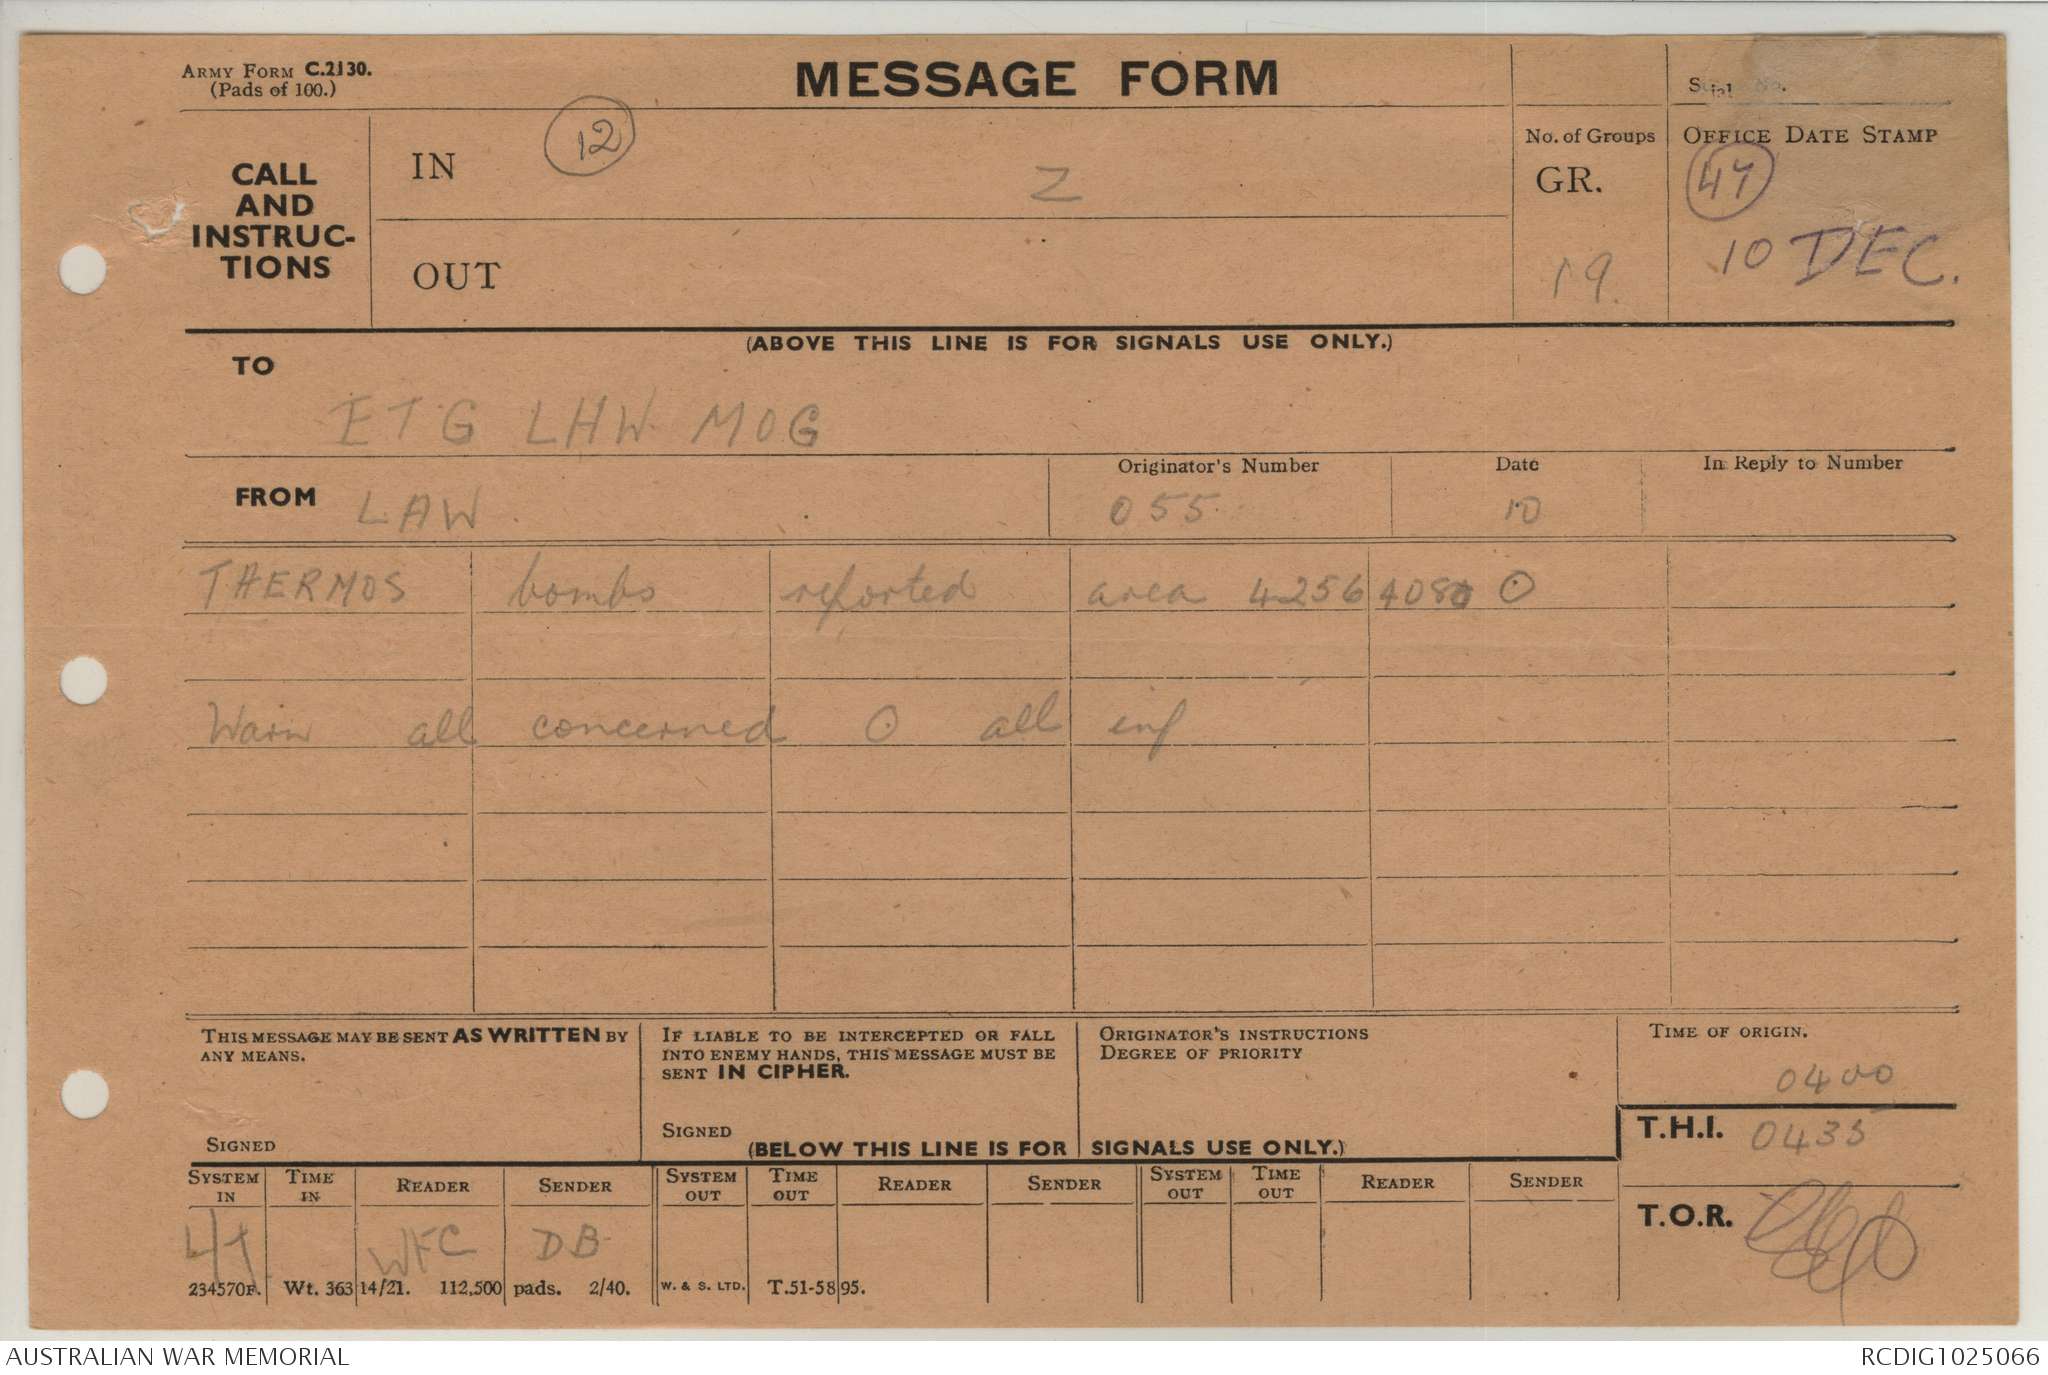 ARMY FORM C.2130.
(Pads of 100.)
MESSAGE FORM
Serial No.
CALL
AND
INSTRUC-
TIONS
IN
12
Z
OUT
No. of Groups
GR.
19.
OFFICE DATE STAMP
47
10 DEC.
(ABOVE THIS LINE IS FOR SIGNALS USE ONLY.)
TO
ETG LHW MOG
FROM
LAW
Originator's Number
055
Date
10
In Reply to Number
THERMOS bombs reported area 4256 4080 O
Warn all concerned O all inf
THIS MESSAGE MAY BE SENT AS WRITTEN BY
ANY MEANS.
SIGNED
IF LIABLE TO BE INTERCEPTED OR FALL
INTO ENEMY HANDS, THIS MESSAGE MUST BE
SENT IN CIPHER.
SIGNED
ORIGINATOR'S INSTRUCTIONS
DEGREE OF PRIORITY
TIME OF ORIGIN.
0400
T.H.I. 0435
T.O.R.
(BELOW THIS LINE IS FOR SIGNALS USE ONLY.)
SYSTEM IN TIME IN READER SENDER SYSTEM OUT TIME OUT READER SENDER SYSTEM OUT TIME OUT READER SENDER
WFC DB
234570F. Wt. 36314/21. 112,500 pads. 2/40. W. & S. LTD. T.51-5895.
AUSTRALIAN WAR MEMORIAL
RCDIG1025066